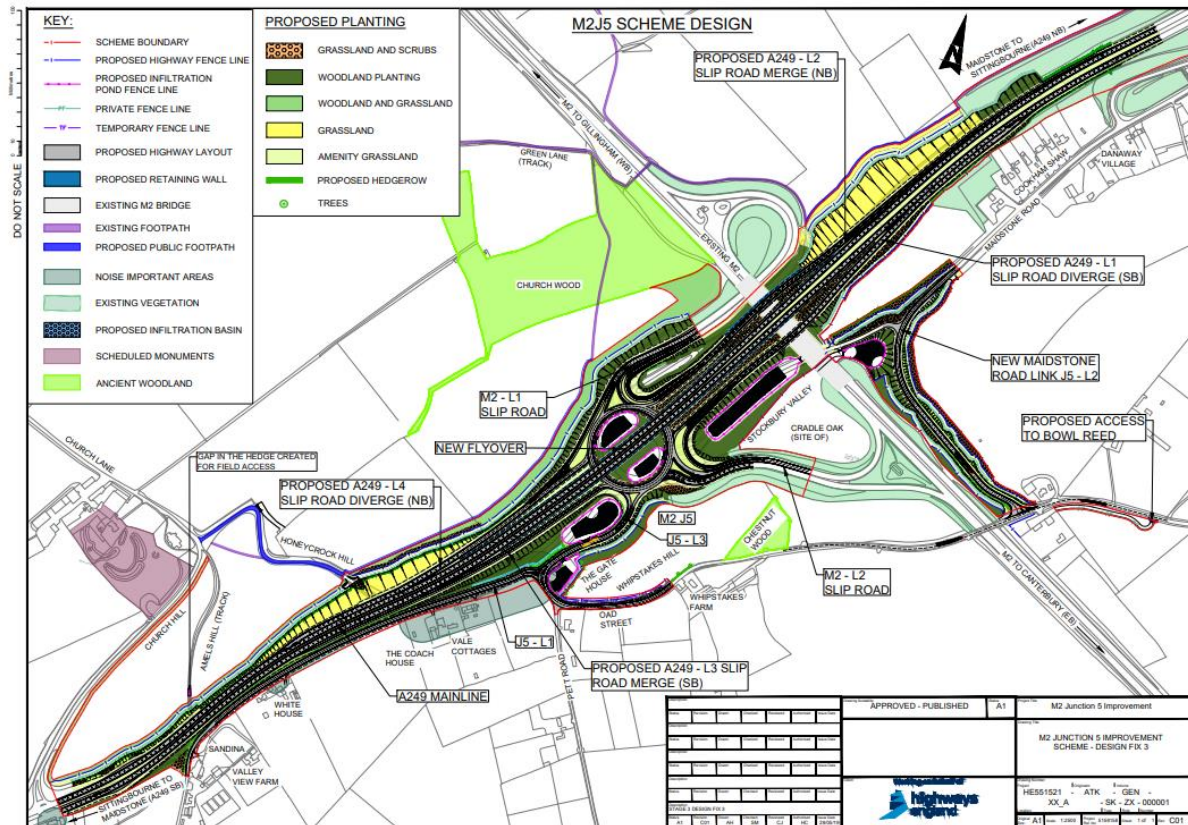 KEY:
SCHEME BOUNDARY
PROPOSED HIGHWAY FENCE LINE
PROPOSED INFILTRATION
POND FENCE LINE
PRIVATE FENCE LINE
TEMPORARY FENCE LINE
PROPOSED HIGHWAY LAYOUT
PROPOSED RETAINING WALL
EXISTING M2 BRIDGE
EXISTING FOOTPATH
PROPOSED PUBLIC FOOTPATH
NOISE IMPORTANT AREAS
EXISTING VEGETATION
PROPOSED INFILTRATION BASIN
SCHEDULED MONUMENTS
ANCIENT WOODLAND
PROPOSED PLANTING
GRASSLAND AND SCRUBS
WOODLAND PLANTING
WOODLAND AND GRASSLAND
GRASSLAND
AMENITY GRASSLAND
PROPOSED HEDGEROW
TREES
DO NOT SCALE
M2J5 SCHEME DESIGN
PROPOSED A249 - L2
SLIP ROAD MERGE (NB)
MAIDSTONE TO
SITTINGBOURNE (A249 NB)
M2 TO GILLINGHAM (WB)
GREEN LANE
(TRACK)
EXISTING M2
COOKHAM SHAW
DANAWAY
VILLAGE
MAIDSTONE ROAD
PROPOSED A249 - L1
SLIP ROAD DIVERGE (SB)
CHURCH WOOD
NEW MAIDSTONE
ROAD LINK J5 - L2
M2 - L1
SLIP ROAD
STOCKBURY VALLEY
CRADLE OAK
(SITE OF)
PROPOSED ACCESS
TO BOWL REED
NEW FLYOVER
CHURCH LANE
GAP IN THE HEDGE CREATED
FOR FIELD ACCESS
PROPOSED A249 - L4
SLIP ROAD DIVERGE (NB)
M2 J5
J5 - L3
CHESTNUT
WOOD
HONEYCROCK HILL
THE GATE
HOUSE
WHIPSTAKES HILL
M2 - L2
SLIP ROAD
M2 TO CANTERBURY (EB)
WHIPSTAKES
FARM
OAD
STREET
CHURCH HILL
AMELS HILL (TRACK)
THE COACH
HOUSE
VALE
COTTAGES
J5 - L1
PETT ROAD
PROPOSED A249 - L3 SLIP
ROAD MERGE (SB)
A249 MAINLINE
WHITE
HOUSE
SANDINA
VALLEY
VIEW FARM
SITTINGBOURNE TO
MAIDSTONE (A249 SB)
APPROVED - PUBLISHED
A1
M2 Junction 5 Improvement
M2 JUNCTION 5 IMPROVEMENT
SCHEME - DESIGN FIX 3
STAGE 3 DESIGN FIX 3
A1 C01 AH SM CJ HC
highways
england
HE551521 - ATK - GEN -
XX_A - SK - ZX - 000001
A1 C01